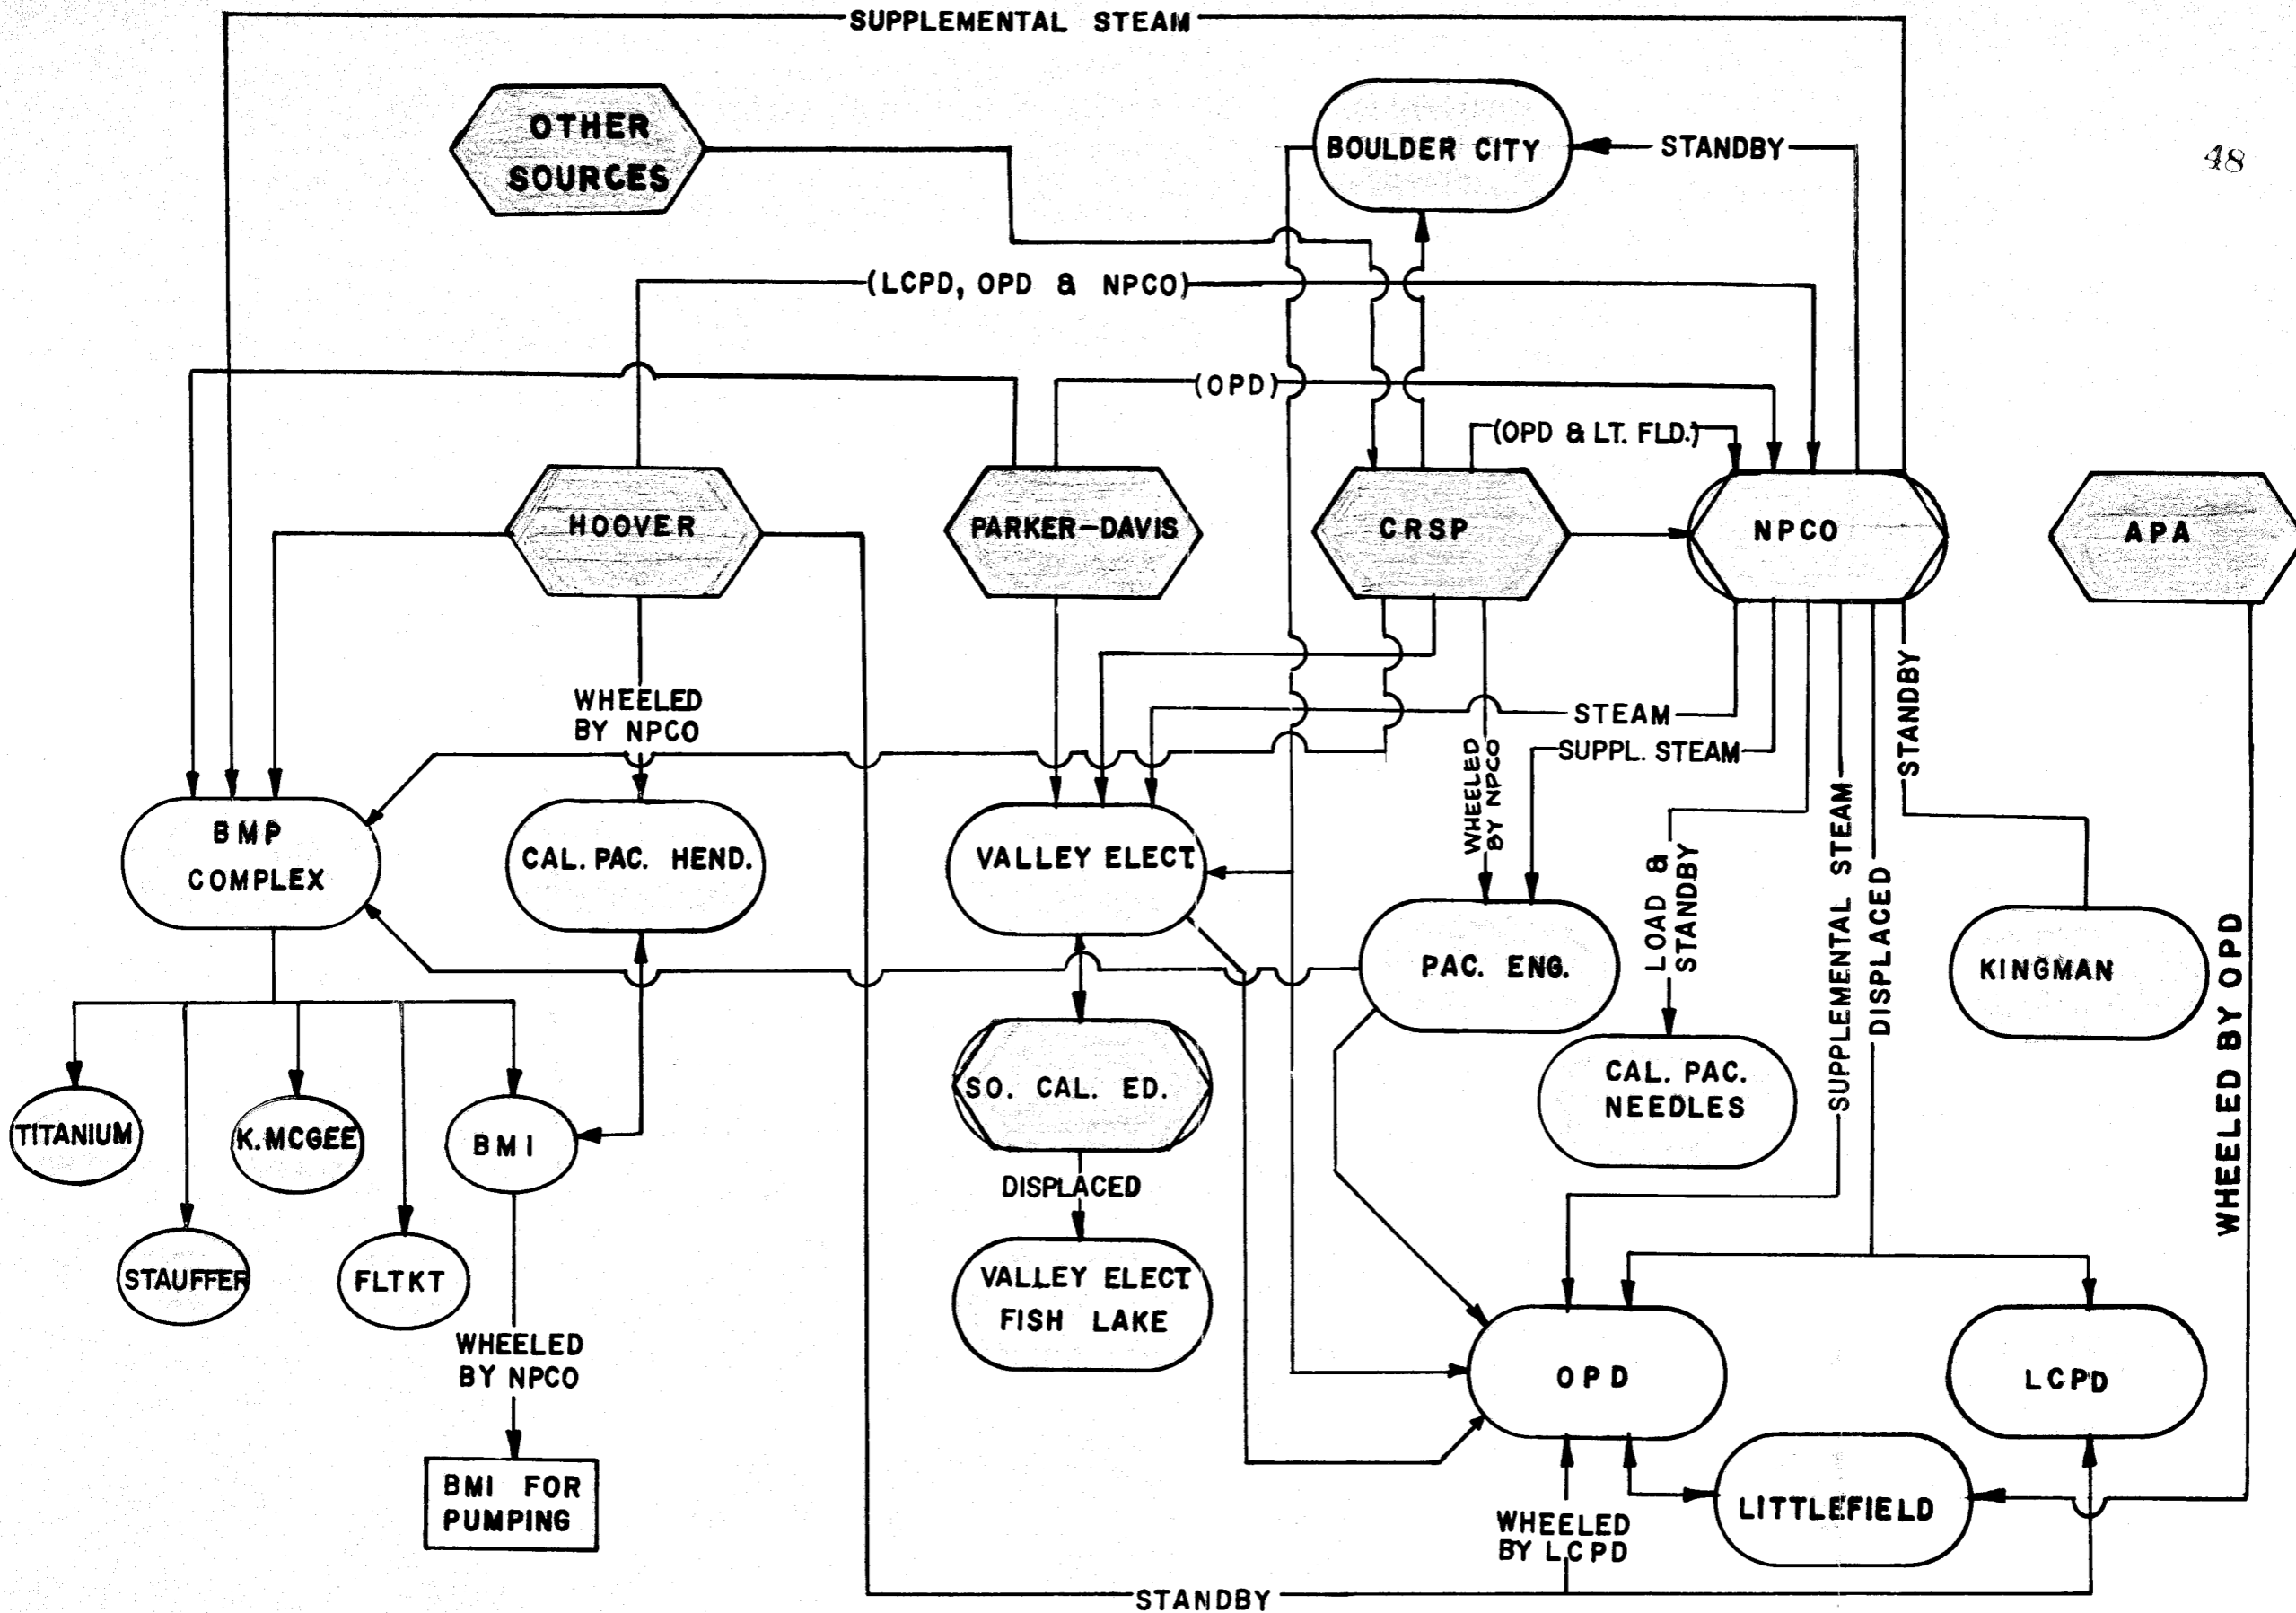 SUPPLEMENTAL STEAM
OTHER
SOURCES
BOULDER CITY
STANDBY
48
(LCPD, OPD & NPCO)
(OPD)
(OPD & LT. FLD.)
HOOVER
PARKER-DAVIS
CRSP
NPCO
APA
WHEELED
BY NPCO
STEAM
SUPPL. STEAM
STANDBY
WHEELED
BY NPCO
BMP
COMPLEX
CAL. PAC. HEND.
VALLEY ELECT
LOAD &
STANDBY
SUPPLEMENTAL STEAM
DISPLACED
WHEELED BY OPD
PAC. ENG.
KINGMAN
SO. CAL. ED.
CAL. PAC.
NEEDLES
TITANIUM
K.MCGEE
BMI
DISPLACED
STAUFFER
FLTKT
VALLEY ELECT
FISH LAKE
WHEELED
BY NPCO
OPD
LCPD
BMI FOR
PUMPING
LITTLEFIELD
WHEELED
BY LCPD
STANDBY